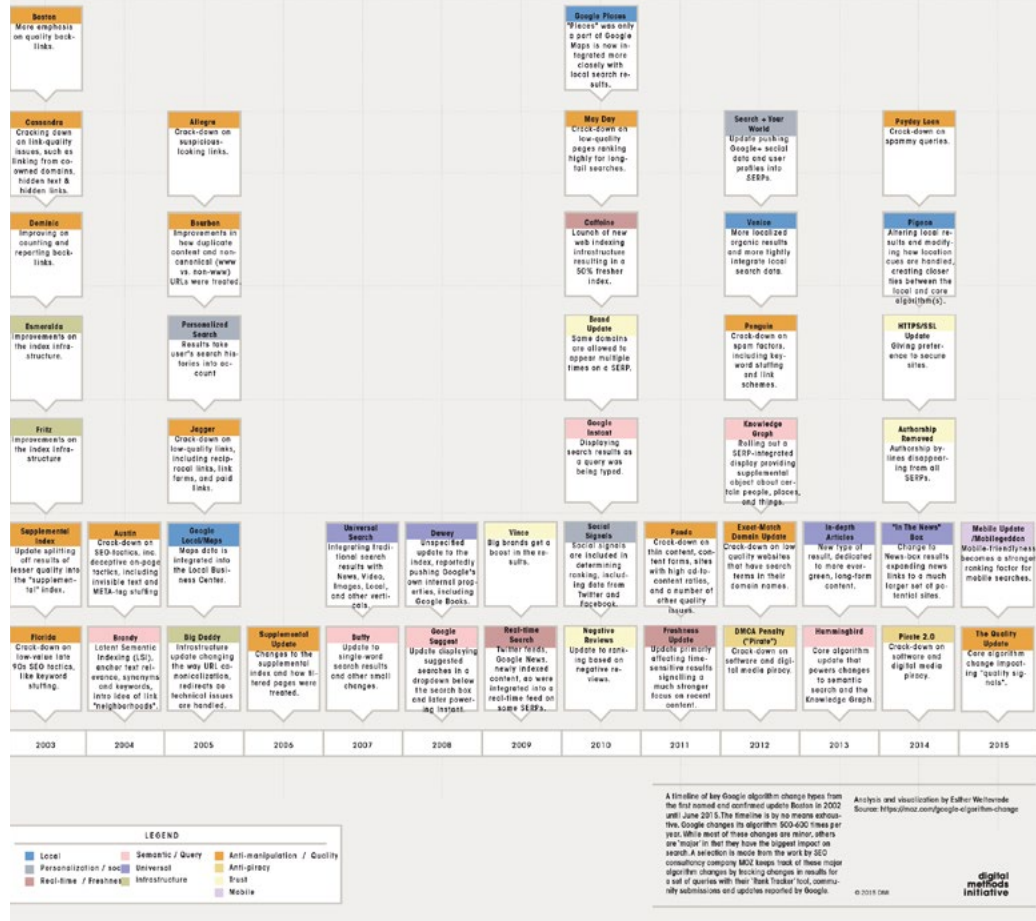 Boston
More emphasis
on quality back-
links.
Google Places
"Places" was only
a part of Google
Maps is now in-
tegrated more
closely with
local search re-
sults.
Cassandra
Cracking down
on link-quality
issues, such as
linking from co-
owned domains,
hidden text &
hidden links.
Allegra
Crack-down on
suspicious-
looking links.
May Day
Crack-down on
low-quality
pages ranking
highly for long-
tail searches.
Search + Your
World
Update pushing
Google+ social
data and user
profiles into
SERPs.
Payday Loan
Crack-down on
spammy queries.
Dominic
Improving on
counting and
reporting back-
links.
Bourbon
Improvements in
how duplicate
content and non-
canonical (www
vs. non-www)
URLs were treated.
Caffeine
Launch of new
web indexing
infrastructure
resulting in a
50% fresher
index.
Venice
More localized
organic results
and more tightly
integrate local
search data.
Pigeon
Altering local re-
sults and modify-
ing how location
cues are handled,
creating closer
ties between the
local and core
algorithm(s).
Esmeralda
Improvements on
the index infra-
structure.
Personalized
Search
Results take
user's search his-
tories into ac-
count
Brand
Update
Same domains
are allowed to
appear multiple
times on a SERP.
Penguin
Crack-down on
spam factors,
including key-
word stuffing
and link
schemes.
HTTPS/SSL
Update
Giving prefer-
ence to secure
sites.
Fritz
Improvements on
the index infra-
structure
Jagger
Crack-down on
low-quality links,
including recip-
rocal links, link
farms, and paid
links.
Google
Instant
Displaying
search results as
a query was
being typed.
Knowledge
Graph
Rolling out a
SERP-integrated
display providing
supplemental
object about cer-
tain people, places,
and things.
Authorship
Removed
Authorship by-
lines disappear-
ing from all
SERPs.
Supplemental
Index
Update splitting
off results of
lesser quality into
the "supplemen-
tal" index.
Austin
Crack-down on
SEO-tactics, inc.
deceptive on-page
tactics, including
invisible text and
META-tag stuffing
Google
Local/Maps
Maps data is
integrated into
the Local Busi-
ness Center.
Universal
Search
Integrating tradi-
tional search
results with
News, Video,
Images, Local,
and other verti-
cals.
Dewey
Unspecified
update to the
index, reportedly
pushing Google's
own internal prop-
erties, including
Google Books.
Vince
Big brands get a
boost in the re-
sults.
Social
Signals
Social signals
are included in
determining
ranking, includ-
ing data from
Twitter and
Facebook.
Panda
Crack-down on
thin content, con-
tent farms, sites
with high ad-to-
content ratios,
and a number of
other quality
issues.
Exact-Match
Domain Update
Crack-down on low
quality websites
that have search
terms in their
domain names.
In-depth
Articles
New type of
result, dedicated
to more ever-
green, long-form
content.
"In The News"
Box
Change to
News-box results
expanding news
links to a much
larger set of po-
tential sites.
Mobile Update
/Mobilegeddon
Mobile-friendliness
becomes a stronger
ranking factor for
mobile searches.
Florida
Crack-down on
low-value late
90s SEO tactics,
like keyword
stuffing.
Brandy
Latent Semantic
Indexing (LSI),
anchor text rel-
evance, synonyms
and keywords,
intro idea of link
"neighborhoods".
Big Daddy
Infrastructure
update changing
the way URL ca-
nonicalization,
redirects ao
technical issues
are handled.
Supplemental
Update
Changes to the
supplemental
index and how fil-
tered pages were
treated.
Buffy
Update to
single-word
search results
and other small
changes.
Google
Suggest
Update displaying
suggested
searches in a
dropdown below
the search box
and later power-
ing Instant.
Real-time
Search
Twitter feeds,
Google News,
newly indexed
content, ao were
integrated into a
real-time feed on
some SERPs.
Negative
Reviews
Update to rank-
ing based on
negative re-
views.
Freshness
Update
Update primarily
affecting time-
sensitive results
signalling a
much stronger
focus on recent
content.
DMCA Penalty
("Pirate")
Crack-down on
software and digi-
tal media piracy.
Hummingbird
Core algorithm
update that
powers changes
to semantic
search and the
Knowledge Graph.
Pirate 2.0
Crack-down on
software and
digital media
piracy.
The Quality
Update
Core algorithm
change impact-
ing "quality sig-
nals".
2003 2004 2005 2006 2007 2008 2009 2010 2011 2012 2013 2014 2015
LEGEND
Local
Personalization / soc
Real-time / Freshnes
Semantic / Query
Universal
Infrastructure
Anti-manipulation / Quality
Anti-piracy
Trust
Mobile
A timeline of key Google algorithm change types from
the first named and confirmed update Boston in 2002
until June 2015. The timeline is by no means exhaus-
tive. Google changes its algorithm 500-600 times per
year. While most of these changes are minor, others
are 'major' in that they have the biggest impact on
search. A selection is made from the work by SEO
consultancy company MOZ keeps track of these major
algorithm changes by tracking changes in results for
a set of queries with their 'Rank Tracker' tool, commu-
nity submissions and updates reported by Google.
Analysis and visualization by Esther Weltevrede
Source: https://moz.com/google-algorithm-change
© 2015 DMI.
digital
methods
initiative